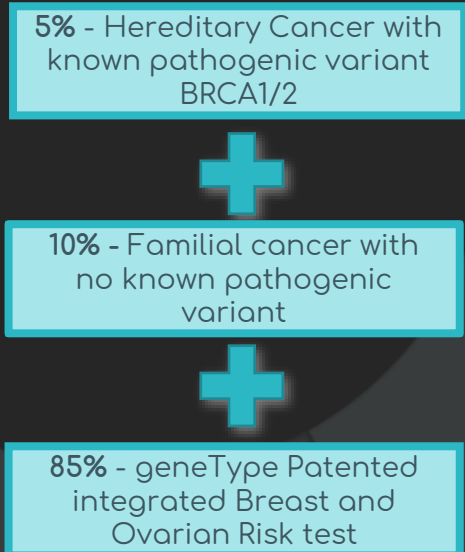 5% - Hereditary Cancer with
known pathogenic variant
BRCA1/2
10% - Familial cancer with
no known pathogenic
variant
85% - geneType Patented
integrated Breast and
Ovarian Risk test